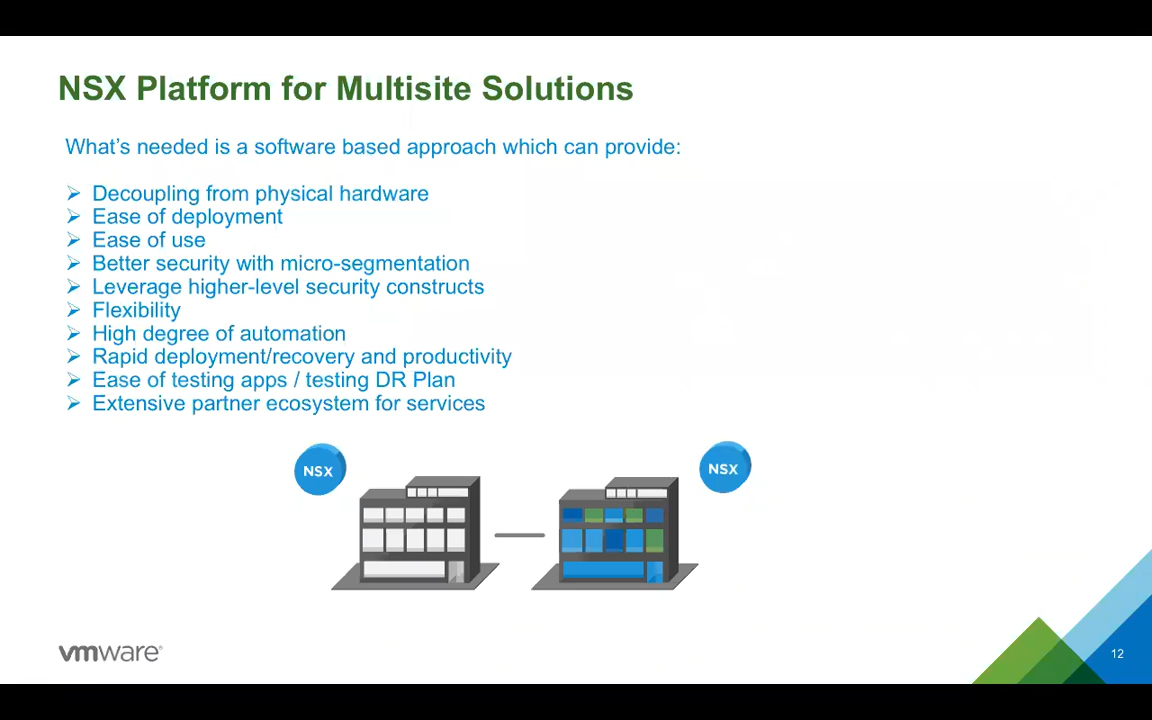 NSX Platform for Multisite Solutions
What's needed is a software based approach which can provide:
➢ Decoupling from physical hardware
➢ Ease of deployment
➢ Ease of use
➢ Better security with micro-segmentation
➢ Leverage higher-level security constructs
➢ Flexibility
➢ High degree of automation
➢ Rapid deployment/recovery and productivity
➢ Ease of testing apps / testing DR Plan
➢ Extensive partner ecosystem for services
NSX
NSX
vmware®
12